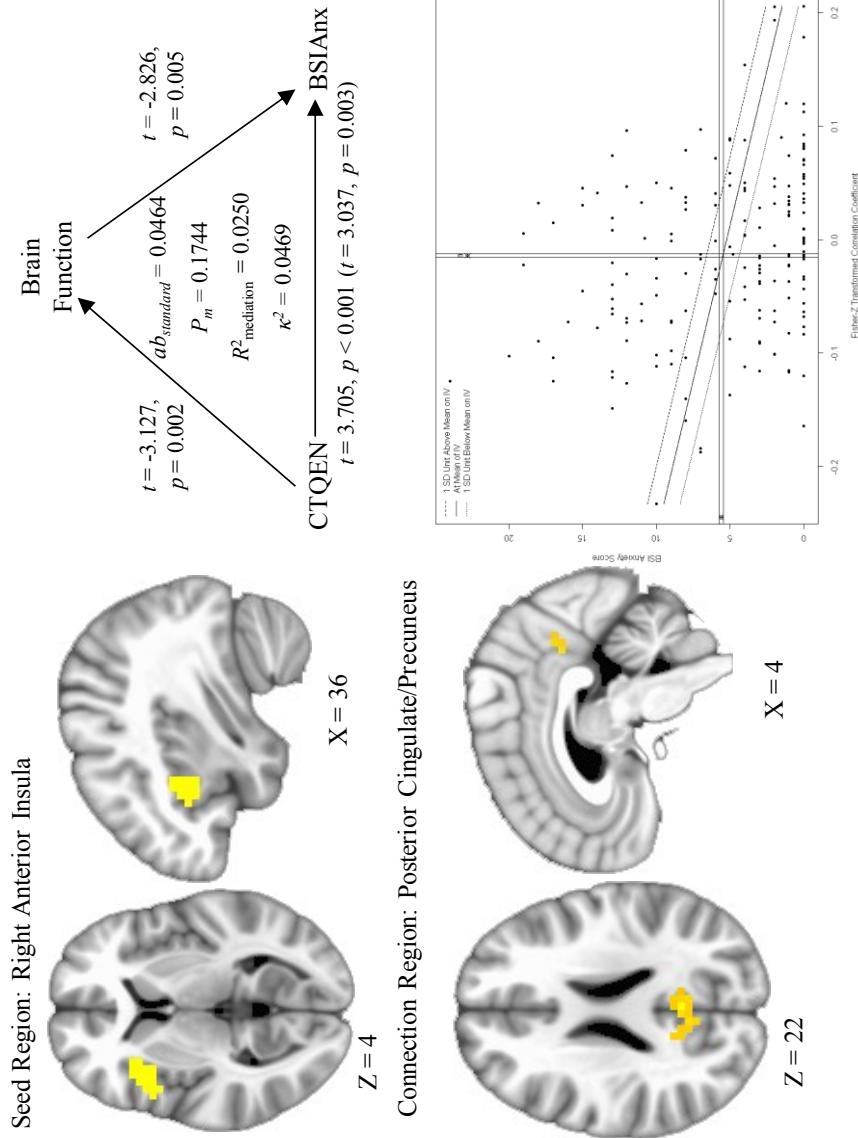 Seed Region: Right Anterior Insula
Z = 4
X = 36
Connection Region: Posterior Cingulate/Precuneus
Z = 22
X = 4
Brain
Function
t = -3.127,
p = 0.002
t = -2.826,
p = 0.005
ab_standard = 0.0464
P_m = 0.1744
R²_mediation = 0.0250
κ² = 0.0469
CTQEN
BSIAnx
t = 3.705, p < 0.001 (t = 3.037, p = 0.003)
1 SD Unit Above Mean on IV
At Mean of IV
1 SD Unit Below Mean on IV
BSI Anxiety Score
20
15
10
5
0
-0.2
-0.1
0.0
0.1
0.2
Fisher-Z Transformed Correlation Coefficient